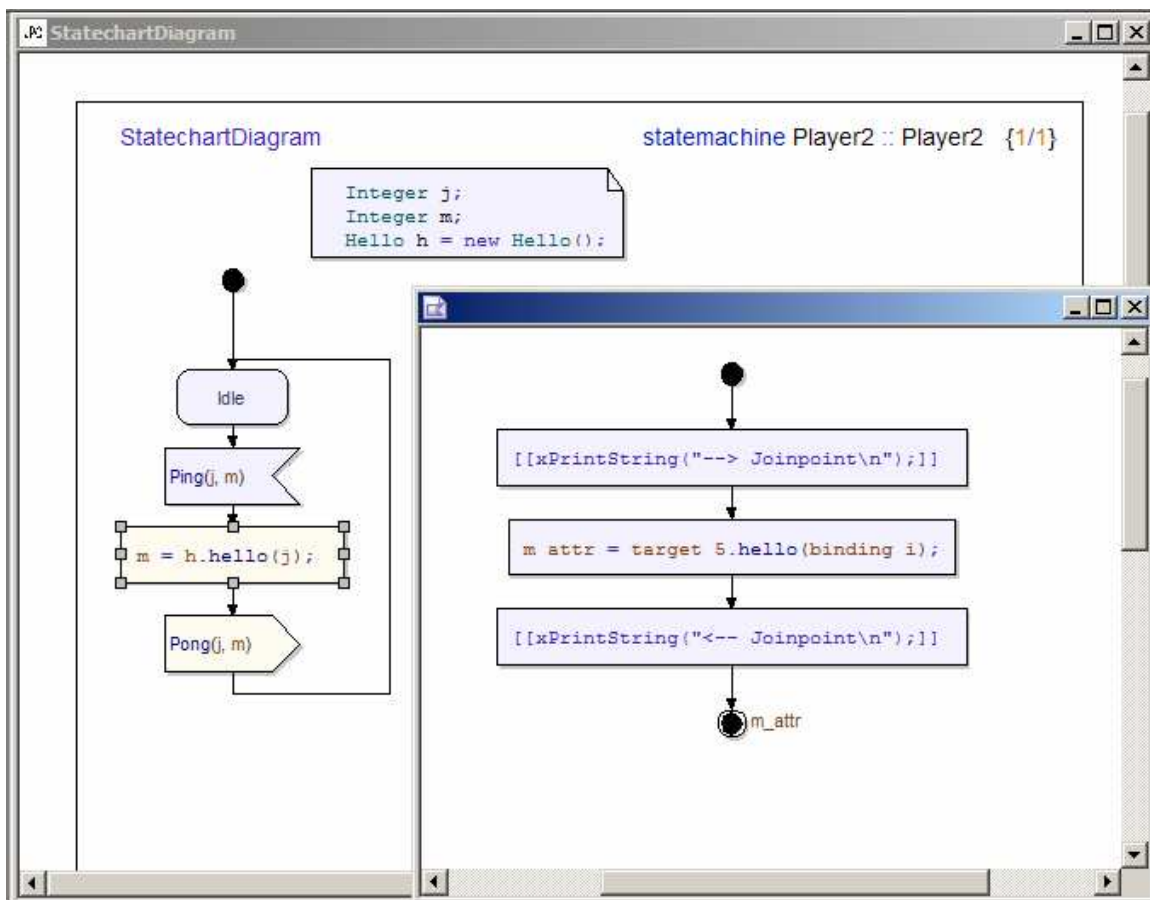 StatechartDiagram
StatechartDiagram
statemachine Player2 :: Player2 {1/1}
Integer j;
Integer m;
Hello h = new Hello();
Idle
Ping(j, m)
m = h.hello(j);
Pong(j, m)
[[xPrintString("--> Joinpoint\n");]]
m attr = target 5.hello(binding i);
[[xPrintString("<-- Joinpoint\n");]]
m_attr